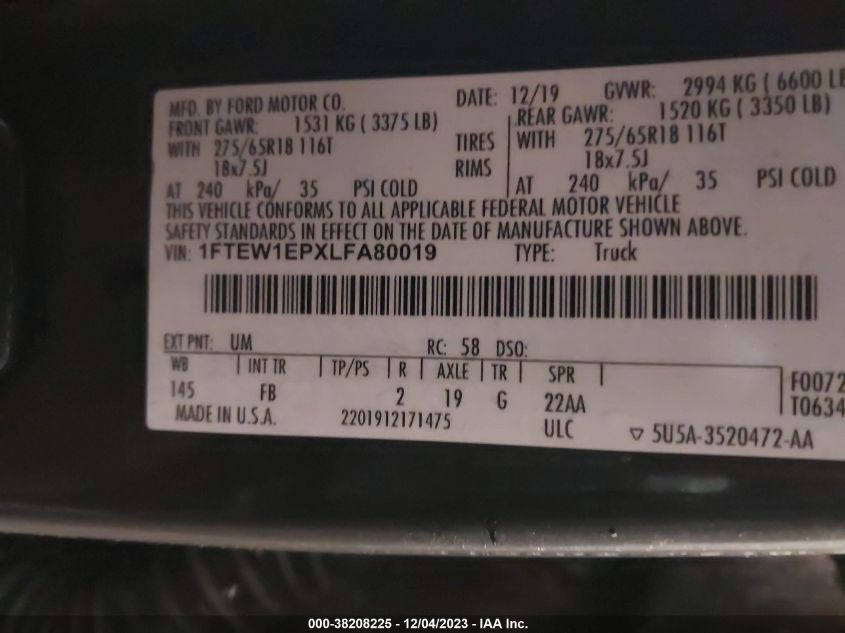 MFD. BY FORD MOTOR CO. DATE: 12/19 GVWR: 2994 KG ( 6600 LB
FRONT GAWR: 1531 KG ( 3375 LB) REAR GAWR: 1520 KG ( 3350 LB)
WITH 275/65R18 116T TIRES WITH 275/65R18 116T
18x7.5J RIMS 18x7.5J
AT 240 kPa/ 35 PSI COLD AT 240 kPa/ 35 PSI COLD
THIS VEHICLE CONFORMS TO ALL APPLICABLE FEDERAL MOTOR VEHICLE
SAFETY STANDARDS IN EFFECT ON THE DATE OF MANUFACTURE SHOWN ABOVE.
VIN: 1FTEW1EPXLFA80019 TYPE: Truck
EXT PNT: UM RC: 58 DSO:
WB INT TR TP/PS R AXLE TR SPR
145 FB 2 19 G 22AA F0072
T0634
MADE IN U.S.A. 2201912171475 ULC 5U5A-3520472-AA
000-38208225 - 12/04/2023 - IAA Inc.